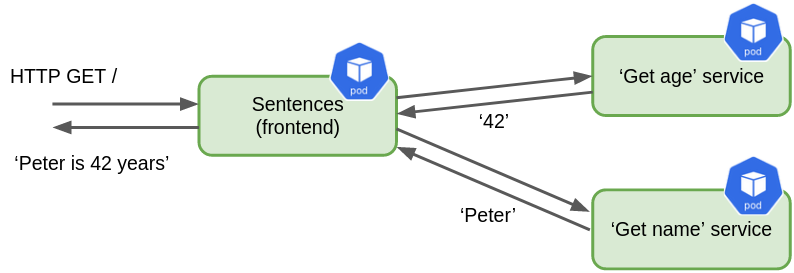 HTTP GET /
‘Peter is 42 years’
pod
Sentences
(frontend)
‘42’
‘Peter’
pod
‘Get age’ service
pod
‘Get name’ service